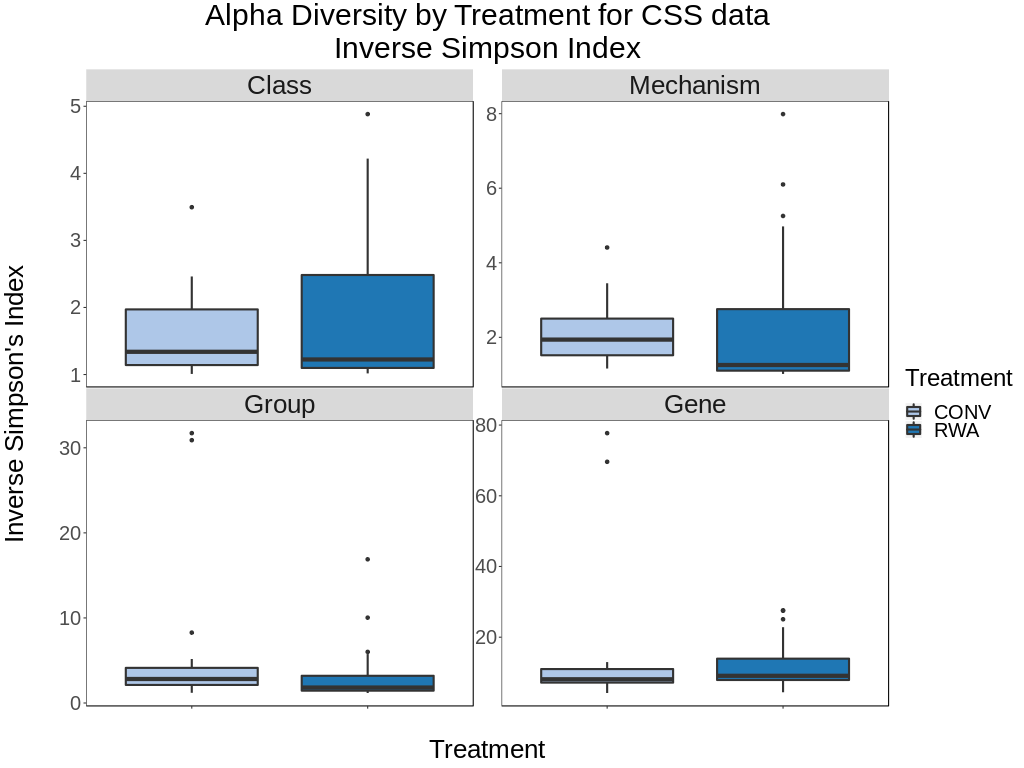 Alpha Diversity by Treatment for CSS data
Inverse Simpson Index
Class
Mechanism
5
4
3
2
1
8
6
4
2
Group
Gene
30
20
10
0
80
60
40
20
Inverse Simpson's Index
Treatment
Treatment
CONV
RWA